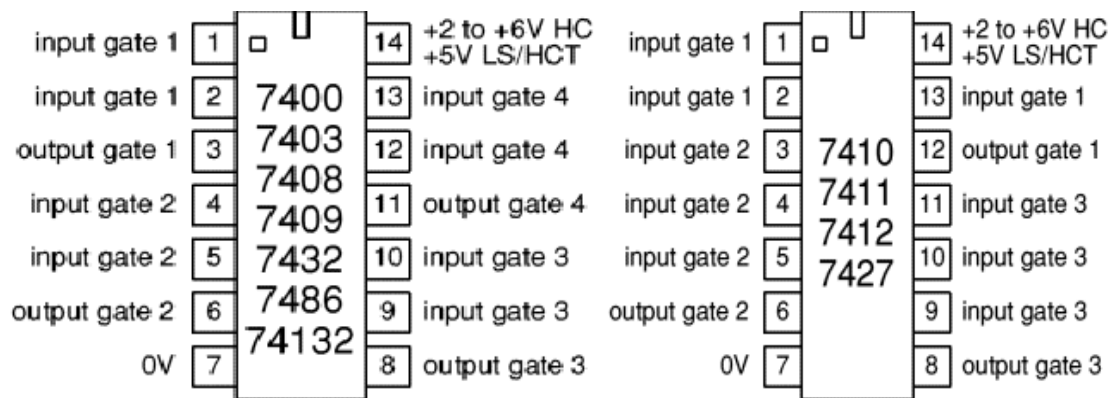 input gate 1 1 14 +2 to +6V HC
+5V LS/HCT
input gate 1 2 13 input gate 4
output gate 1 3 12 input gate 4
input gate 2 4 11 output gate 4
input gate 2 5 10 input gate 3
output gate 2 6 9 input gate 3
0V 7 8 output gate 3
7400
7403
7408
7409
7432
7486
74132
input gate 1 1 14 +2 to +6V HC
+5V LS/HCT
input gate 1 2 13 input gate 1
input gate 2 3 12 output gate 1
input gate 2 4 11 input gate 3
input gate 2 5 10 input gate 3
output gate 2 6 9 input gate 3
0V 7 8 output gate 3
7410
7411
7412
7427